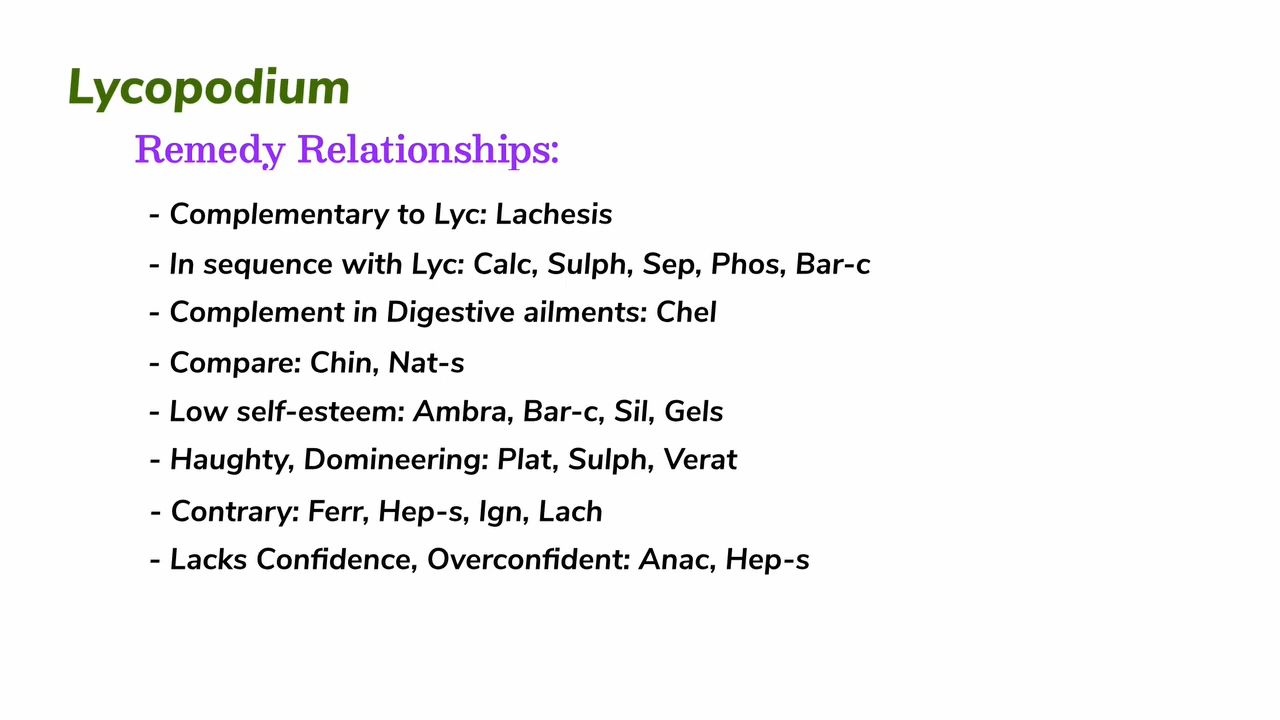 Lycopodium
Remedy Relationships:
- Complementary to Lyc: Lachesis
- In sequence with Lyc: Calc, Sulph, Sep, Phos, Bar-c
- Complement in Digestive ailments: Chel
- Compare: Chin, Nat-s
- Low self-esteem: Ambra, Bar-c, Sil, Gels
- Haughty, Domineering: Plat, Sulph, Verat
- Contrary: Ferr, Hep-s, Ign, Lach
- Lacks Confidence, Overconfident: Anac, Hep-s